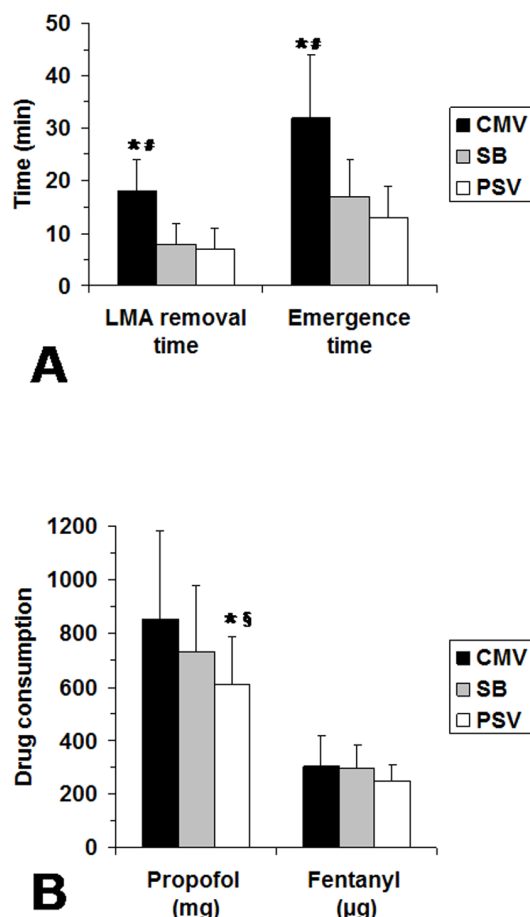 50
40
30
20
10
0
Time (min)
*#
*#
CMV
SB
PSV
LMA removal
time
Emergence
time
A
1200
1000
800
600
400
200
0
Drug consumption
*§
CMV
SB
PSV
Propofol
(mg)
Fentanyl
(µg)
B